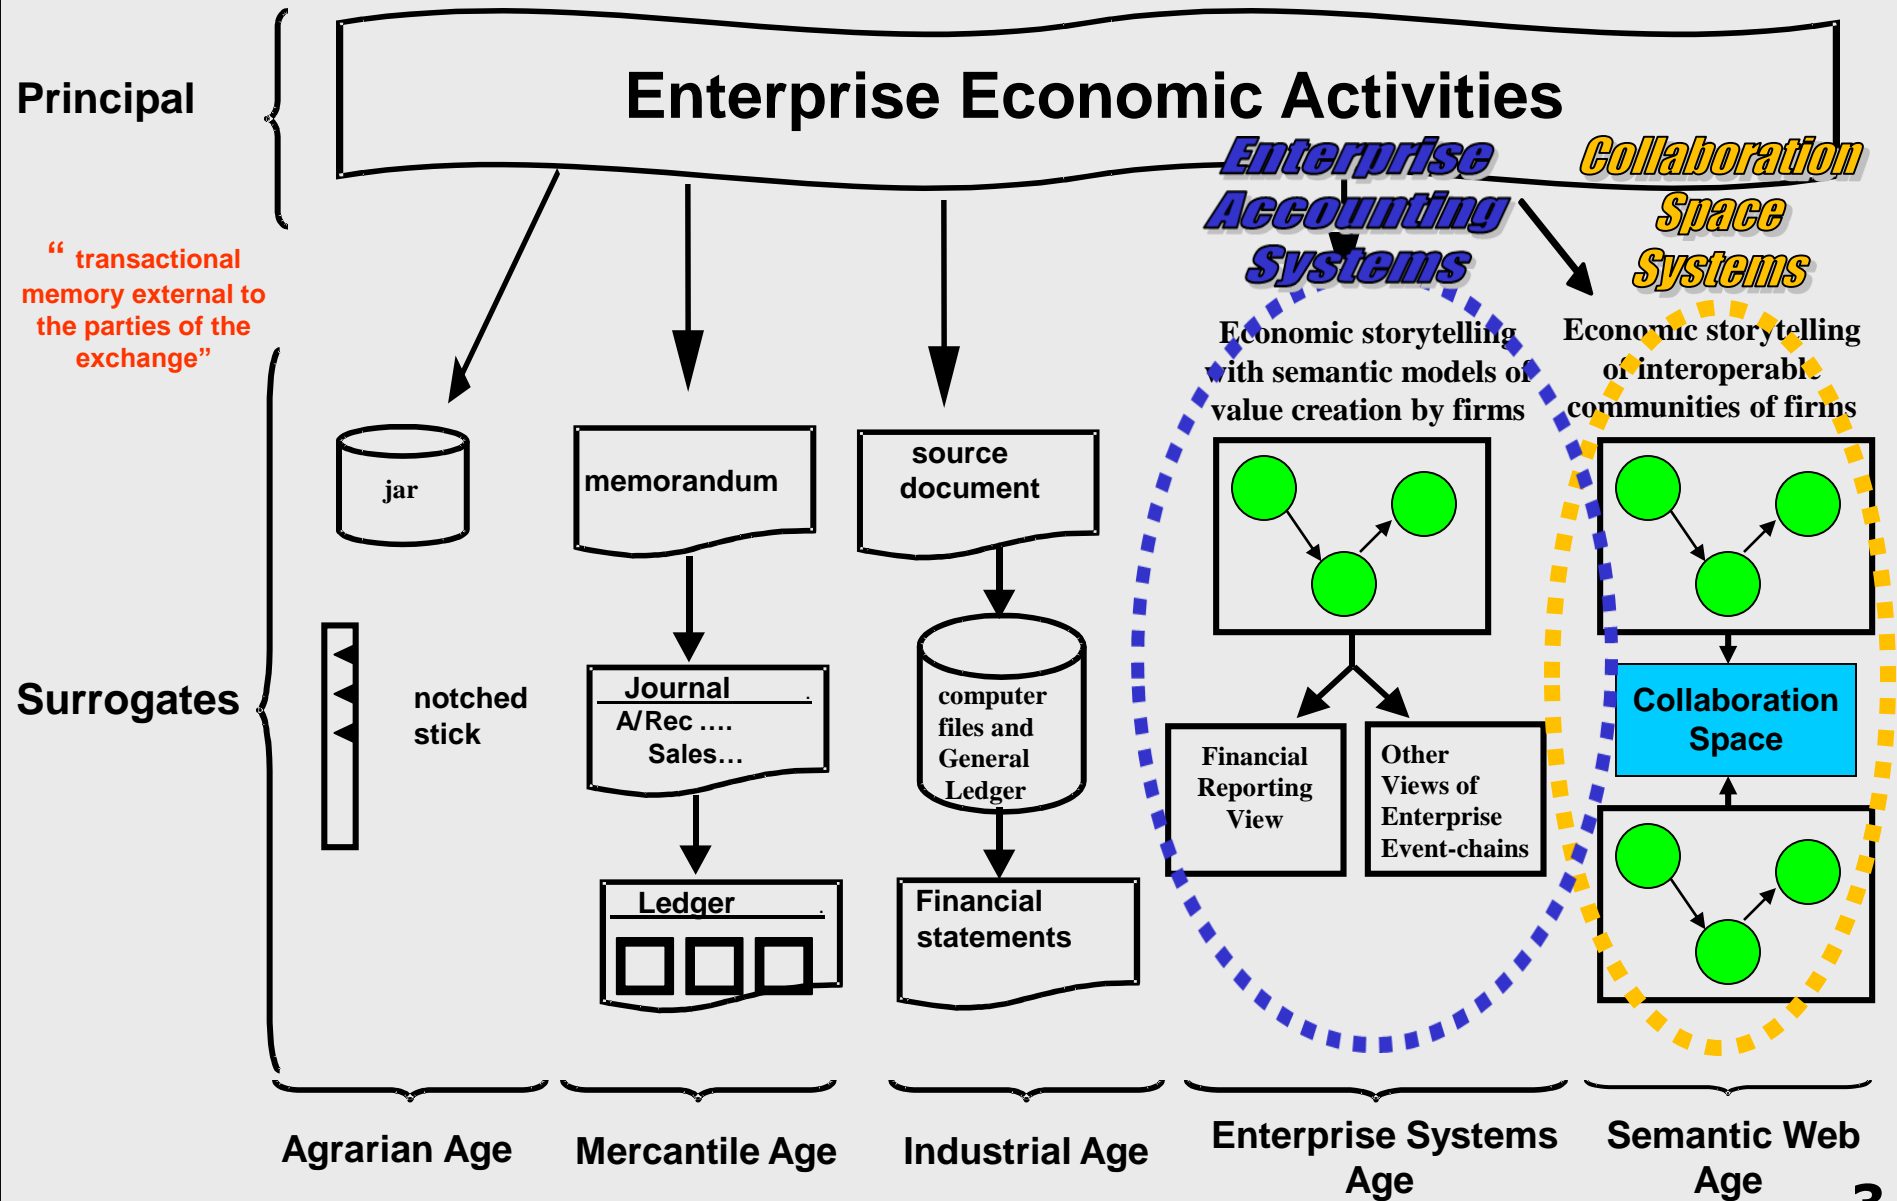 Principal
Enterprise Economic Activities
Enterprise
Accounting
Systems
Collaboration
Space
Systems
“ transactional
memory external to
the parties of the
exchange”
Surrogates
jar
notched
stick
memorandum
Journal .
A/Rec ….
Sales…
Ledger .
source
document
computer
files and
General
Ledger
Financial
statements
Economic storytelling
with semantic models of
value creation by firms
Financial
Reporting
View
Other
Views of
Enterprise
Event-chains
Economic storytelling
of interoperable
communities of firms
Collaboration
Space
Agrarian Age
Mercantile Age
Industrial Age
Enterprise Systems
Age
Semantic Web
Age
3